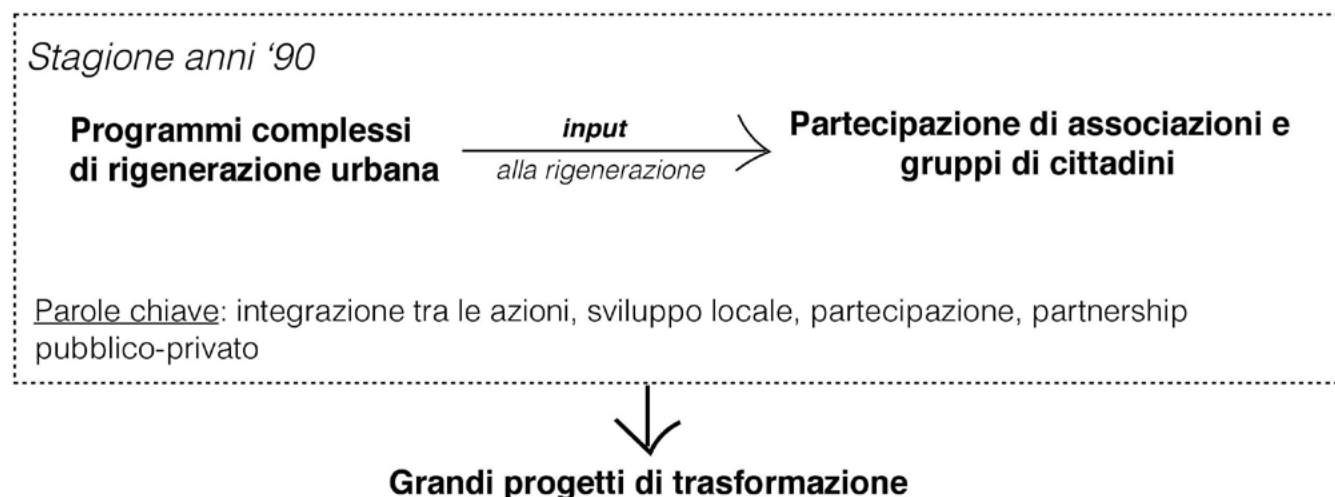 Stagione anni ‘90
Programmi complessi
di rigenerazione urbana
input
alla rigenerazione
Partecipazione di associazioni e
gruppi di cittadini
Parole chiave: integrazione tra le azioni, sviluppo locale, partecipazione, partnership
pubblico-privato
Grandi progetti di trasformazione